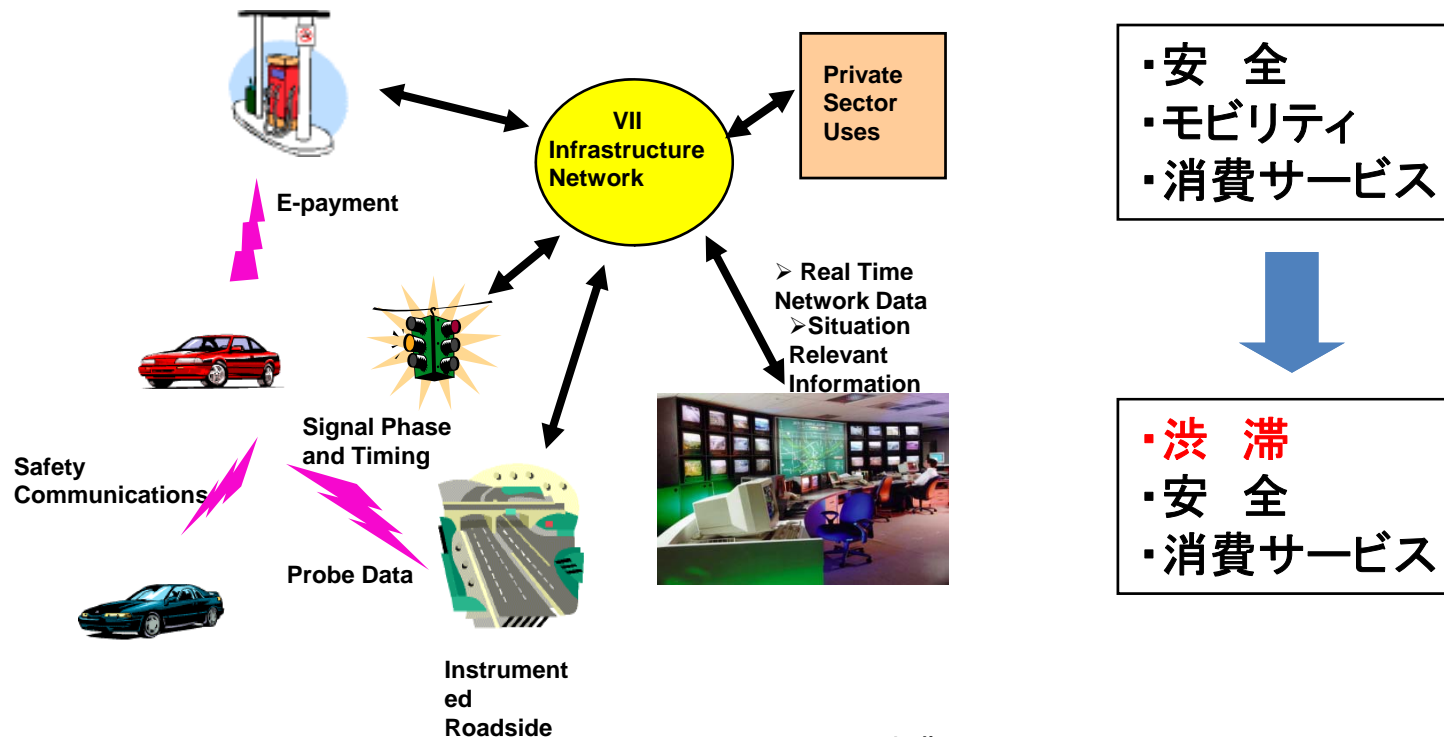 VII
Infrastructure
Network
Private
Sector
Uses
E-payment
➢ Real Time
Network Data
➢Situation
Relevant
Information
Signal Phase
and Timing
Safety
Communications
Probe Data
Instrument
ed
Roadside
・安　全
・モビリティ
・消費サービス
・渋　滞
・安　全
・消費サービス